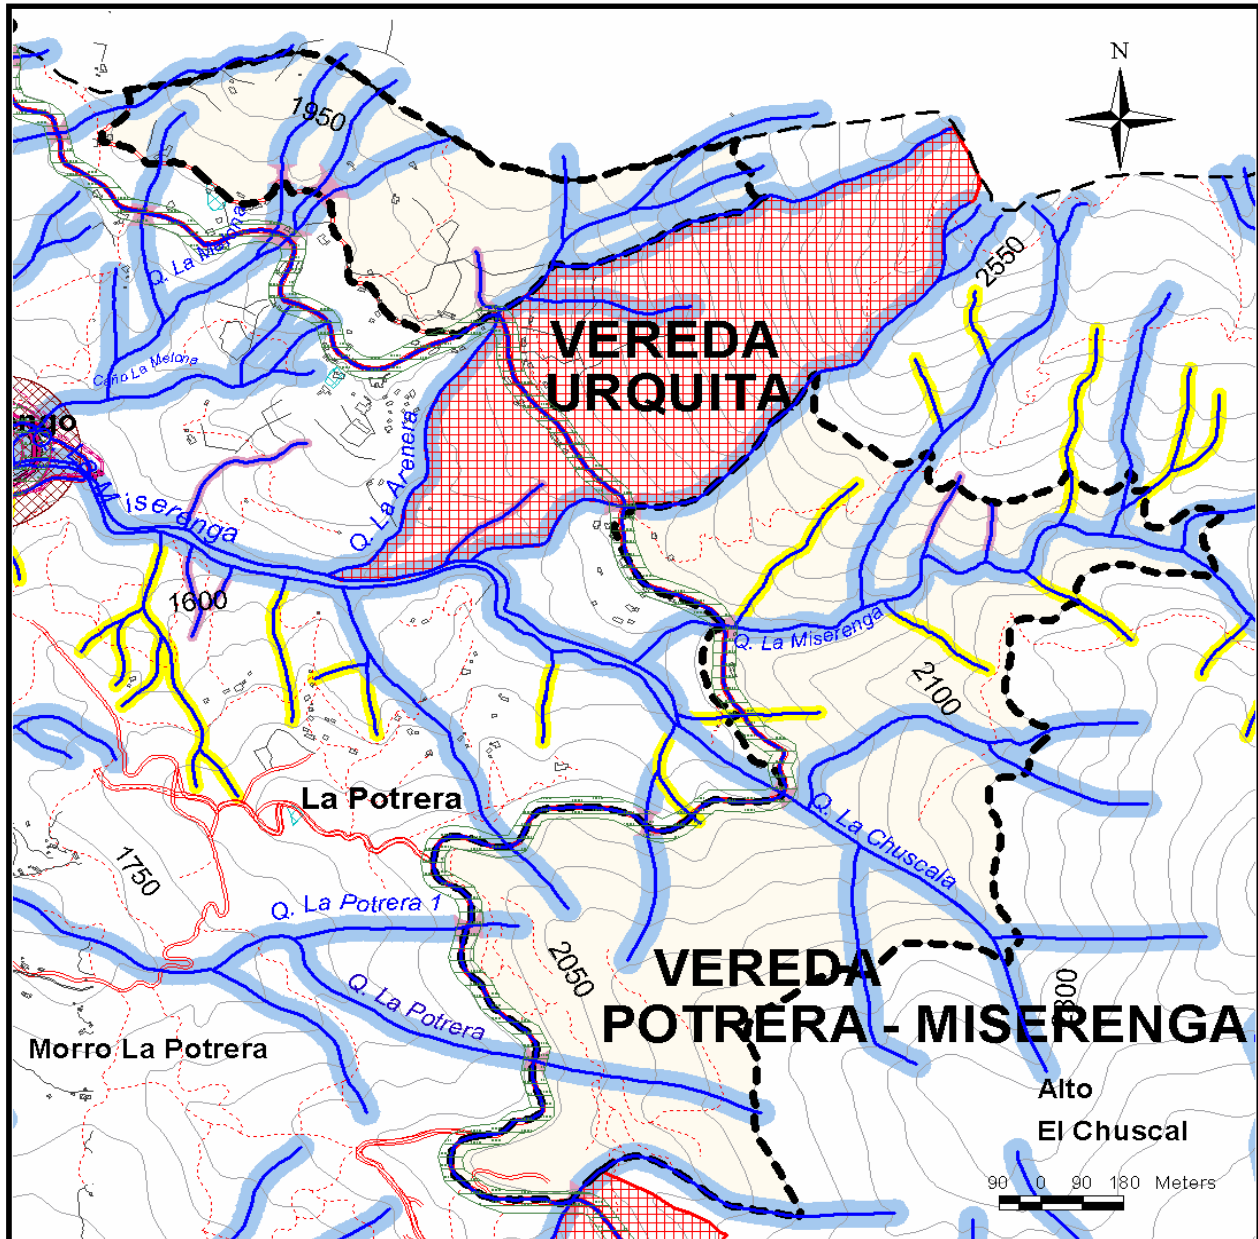 N
1950
Q. La Melona
2550
VEREDA
URQUITA
Caño La Melona
ngo
Q. La Arenera
La Miserenga
1600
Q. La Miserenga
2100
La Potrera
Q. La Chuscala
1750
Q. La Potrera 1
2050
VEREDA
POTRERA - MISERENGA
Q. La Potrera
Morro La Potrera
Alto
El Chuscal
90 0 90 180 Meters